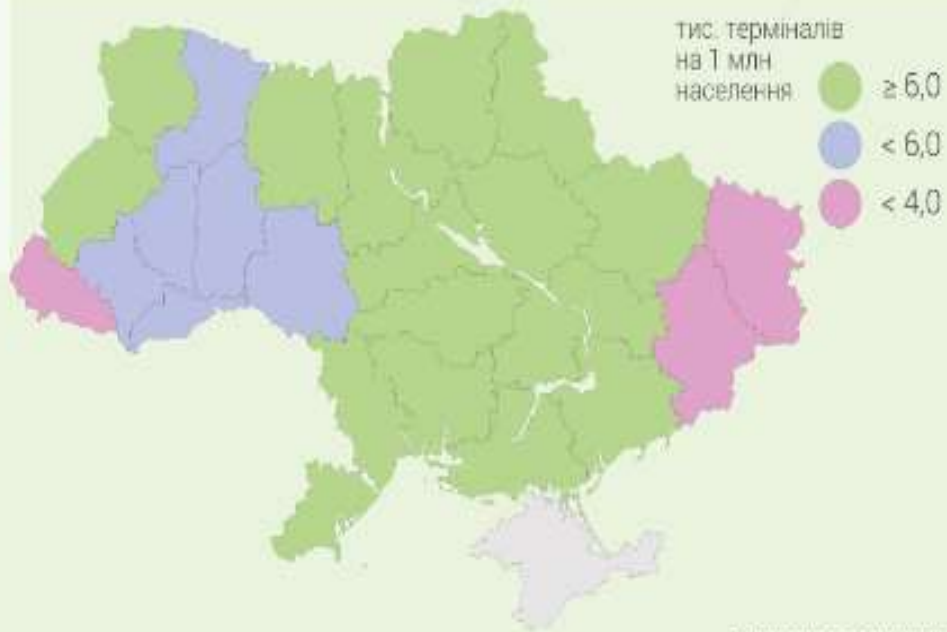 тис. терміналів
на 1 млн
населення
≥ 6,0
< 6,0
< 4,0